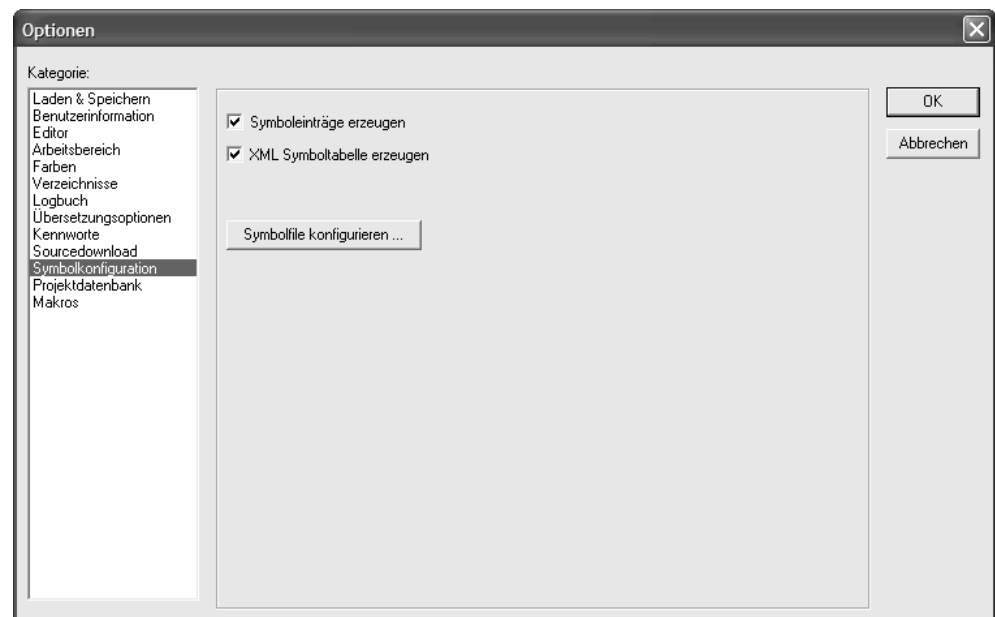 Optionen
Kategorie:
Laden & Speichern
Benutzerinformation
Editor
Arbeitsbereich
Farben
Verzeichnisse
Logbuch
Übersetzungsoptionen
Kennworte
Sourcedownload
Symbolkonfiguration
Projektdatenbank
Makros
Symboleinträge erzeugen
XML Symboltabelle erzeugen
Symbolfile konfigurieren ...
OK
Abbrechen